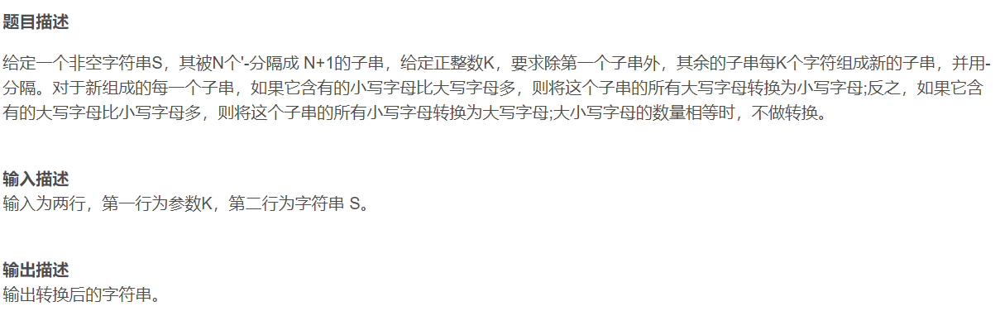 题目描述
给定一个非空字符串S，其被N个'-分隔成 N+1的子串，给定正整数K，要求除第一个子串外，其余的子串每K个字符组成新的子串，并用-
分隔。对于新组成的每一个子串，如果它含有的小写字母比大写字母多，则将这个子串的所有大写字母转换为小写字母;反之，如果它含
有的大写字母比小写字母多，则将这个子串的所有小写字母转换为大写字母;大小写字母的数量相等时，不做转换。
输入描述
输入为两行，第一行为参数K，第二行为字符串 S。
输出描述
输出转换后的字符串。